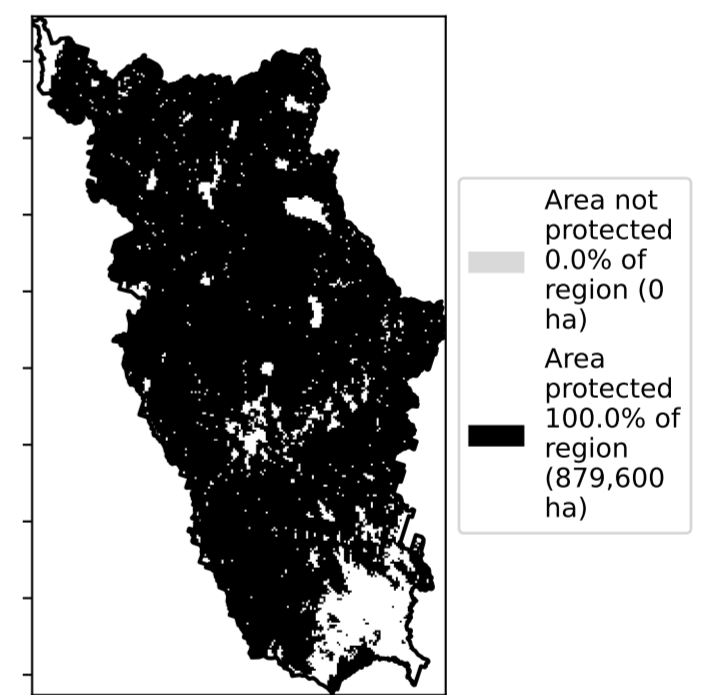 Area not
protected
0.0% of
region (0
ha)
Area
protected
100.0% of
region
(879,600
ha)